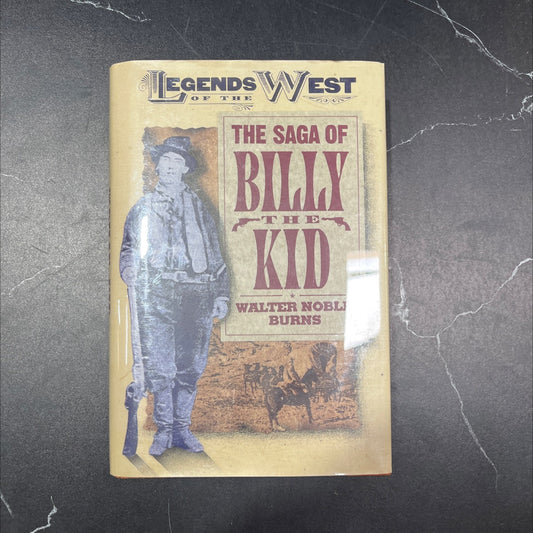 LEGENDS WEST
OF THE
THE SAGA OF
BILLY
THE
KID
WALTER NOBLE
BURNS